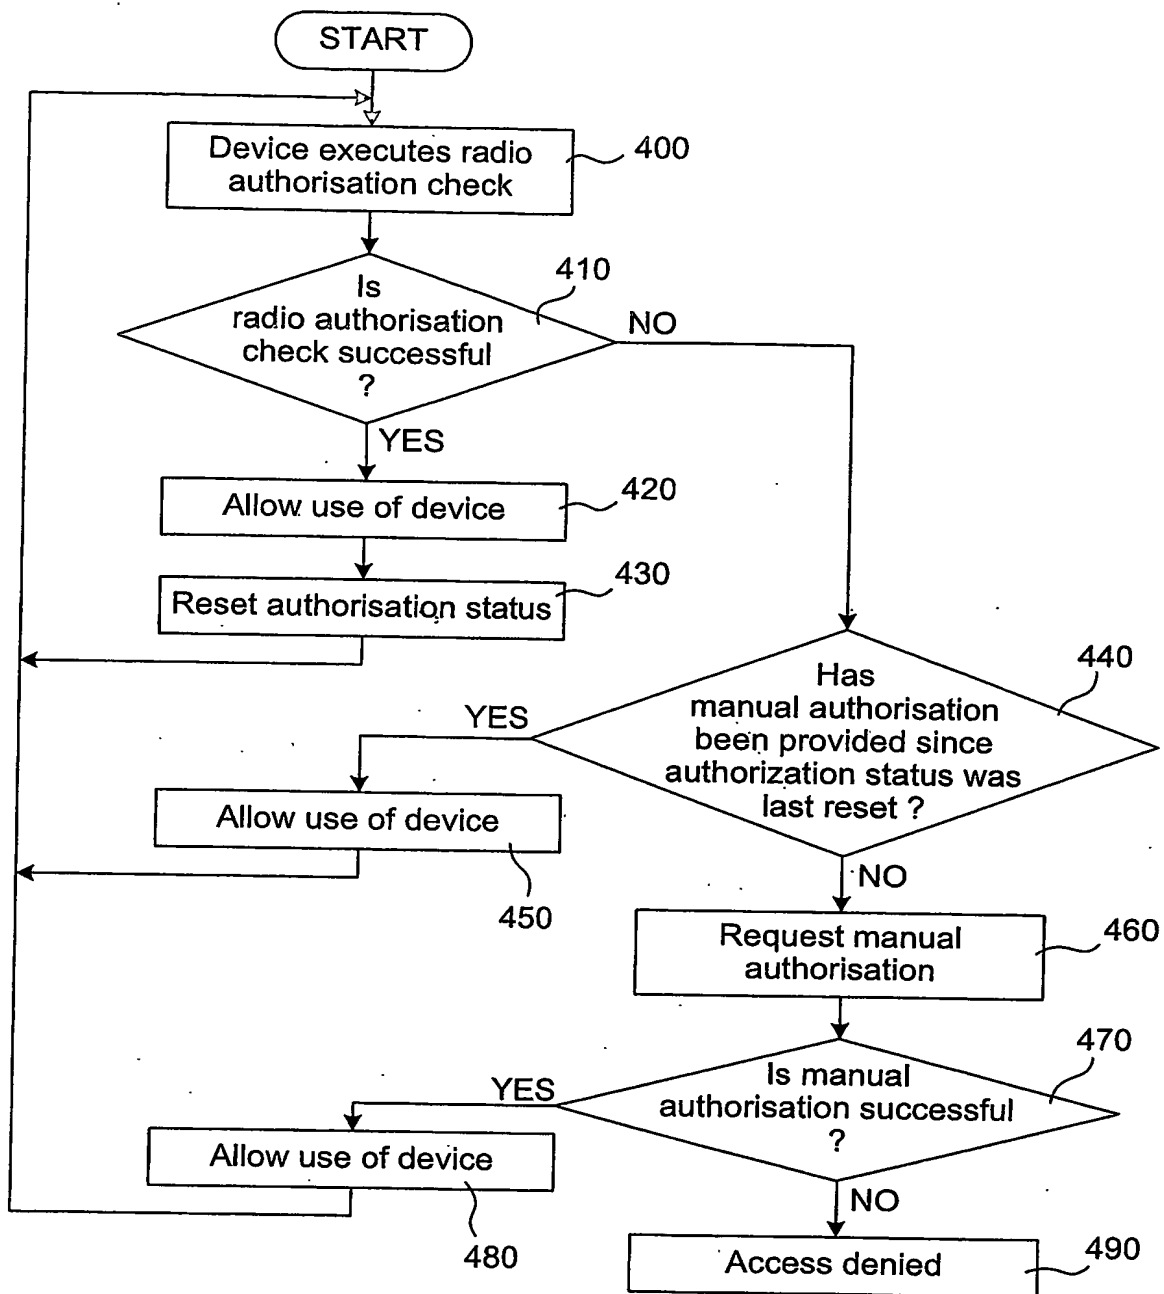 START
Device executes radio
authorisation check
400
Is
radio authorisation
check successful
?
410
NO
YES
Allow use of device
420
Reset authorisation status
430
Has
manual authorisation
been provided since
authorization status was
last reset ?
440
YES
Allow use of device
450
NO
Request manual
authorisation
460
Is manual
authorisation successful
?
470
YES
Allow use of device
480
NO
Access denied
490